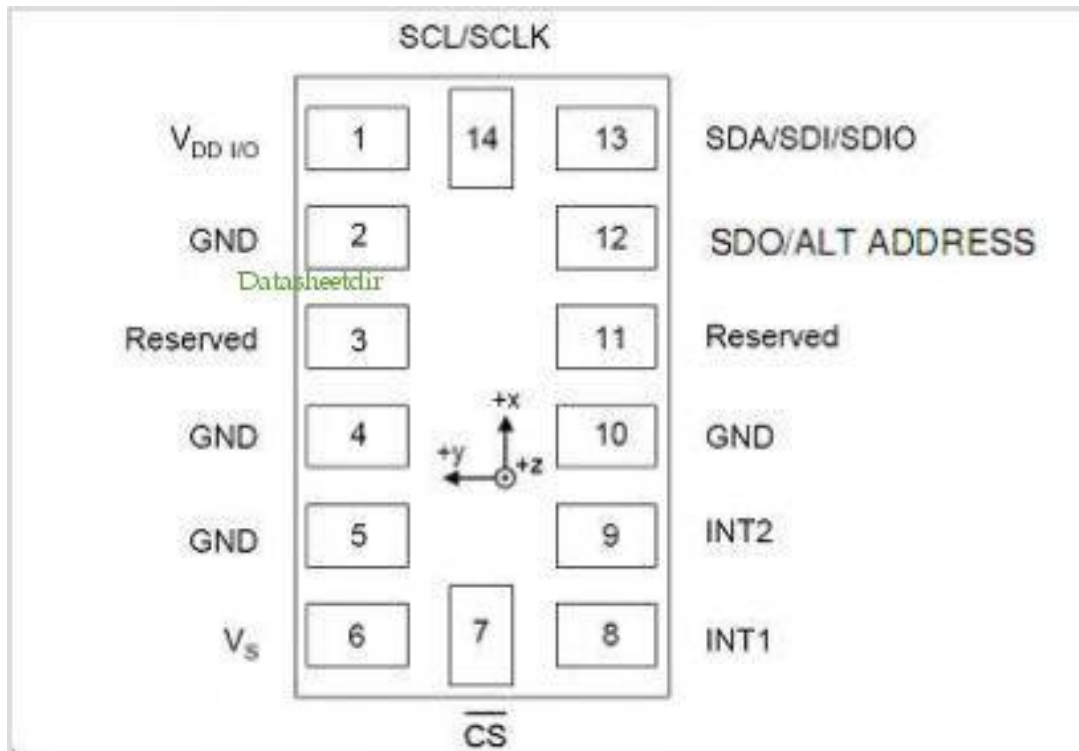 SCL/SCLK
V_DD I/O 1 14 13 SDA/SDI/SDIO
GND 2 12 SDO/ALT ADDRESS
Datasheetdir
Reserved 3 11 Reserved
+x
GND 4 10 GND
+y +z
GND 5 9 INT2
V_S 6 7 8 INT1
C̅S̅